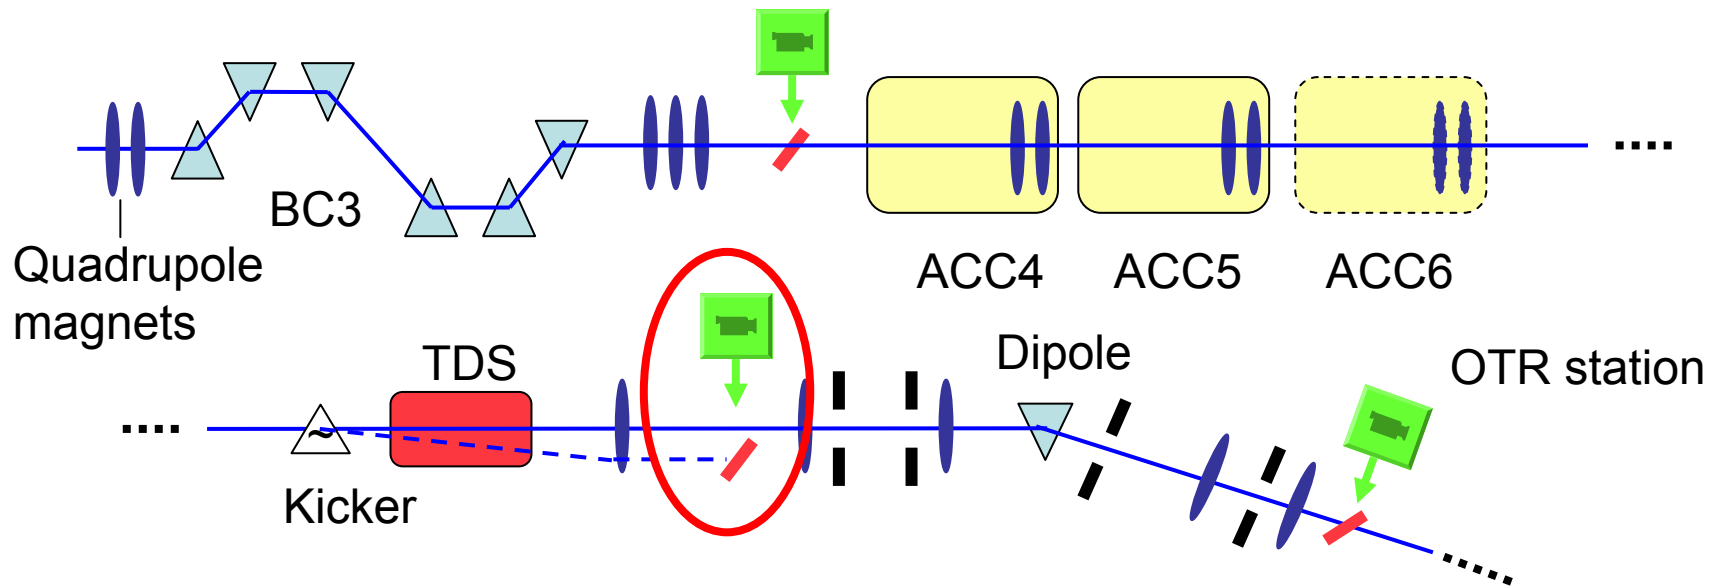 BC3
Quadrupole
magnets
ACC4
ACC5
ACC6
TDS
Dipole
OTR station
~
Kicker